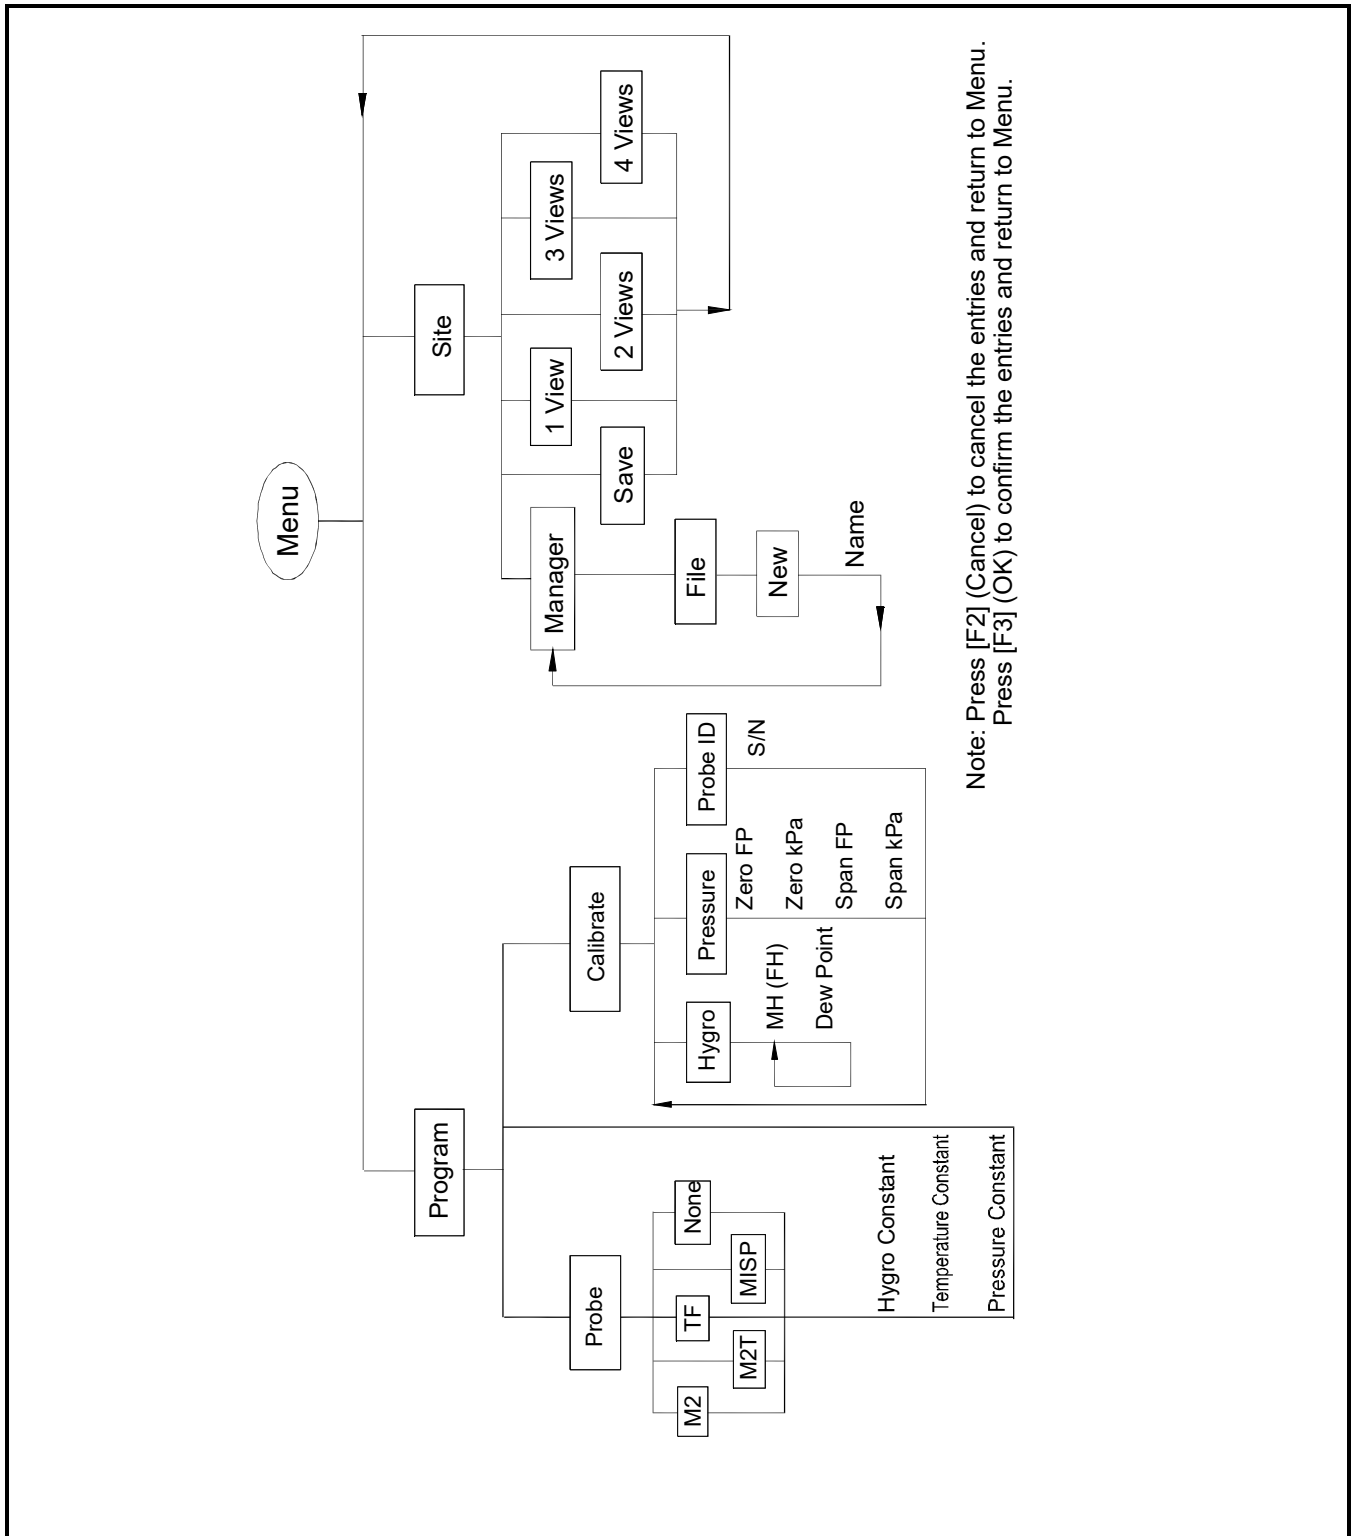 Menu
Program
Site
Probe
Calibrate
Manager
Save
1 View
2 Views
3 Views
4 Views
M2
M2T
TF
MISP
None
Hygro
Pressure
Probe ID
File
New
Name
MH (FH)
Dew Point
Zero FP
Zero kPa
Span FP
Span kPa
S/N
Hygro Constant
Temperature Constant
Pressure Constant
Note: Press [F2] (Cancel) to cancel the entries and return to Menu.
Press [F3] (OK) to confirm the entries and return to Menu.